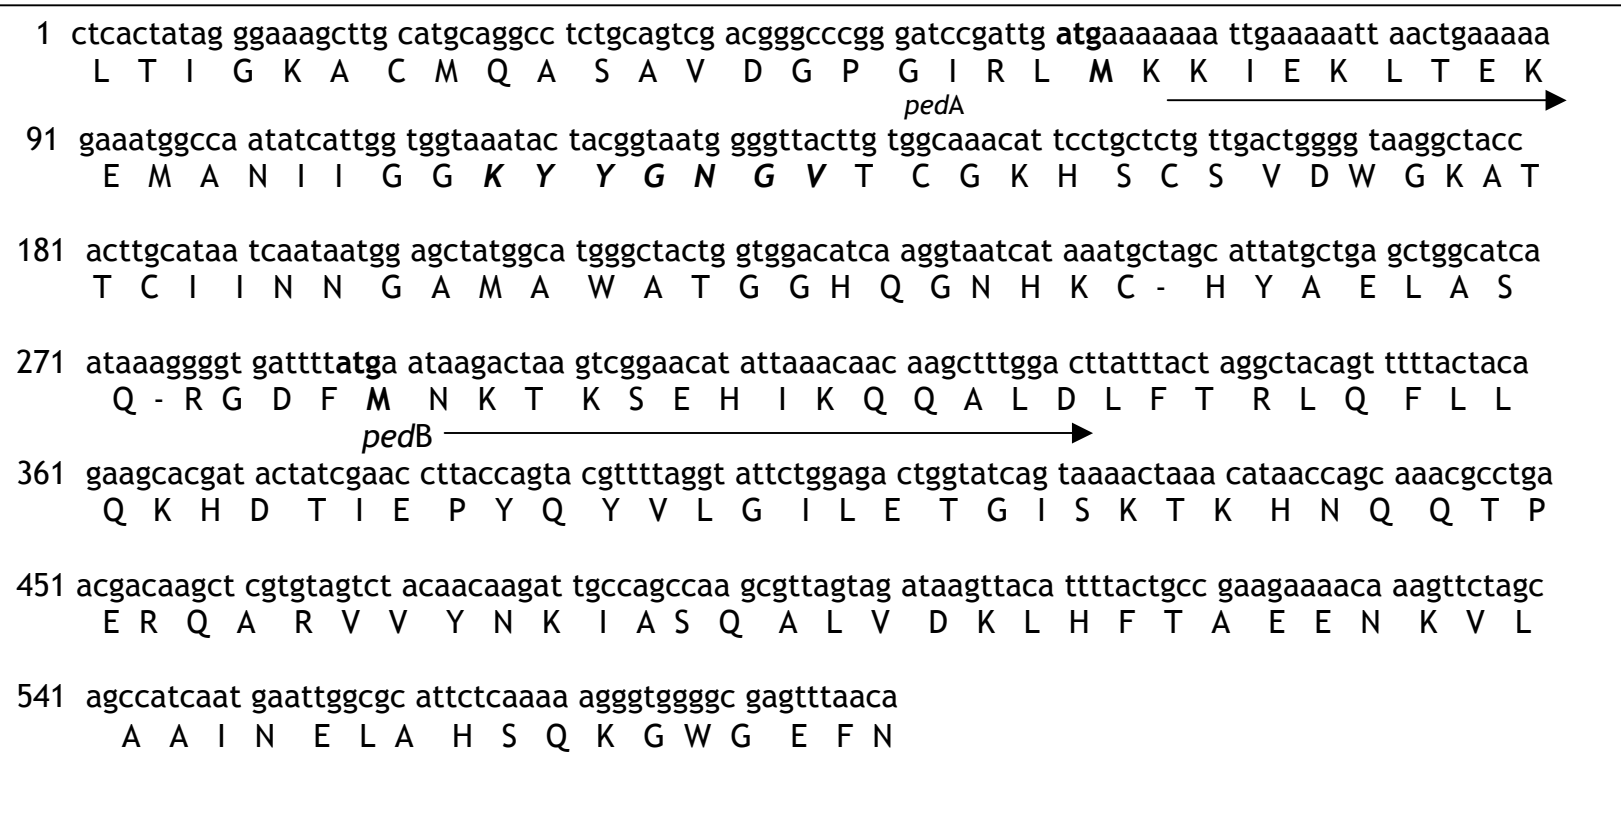 1 ctcactatag ggaaagcttg catgcaggcc tctgcagtcg acgggcccgg gatccgattg atgaaaaaaa ttgaaaaatt aactgaaaaa
L T I G K A C M Q A S A V D G P G I R L M K K I E K L T E K
pedA
91 gaaatggcca atatcattgg tggtaaatac tacggtaatg gggttacttg tggcaaacat tcctgctctg ttgactgggg taaggctacc
E M A N I I G G K Y Y G N G V T C G K H S C S V D W G K A T
181 acttgcataa tcaataatgg agctatggca tgggctactg gtggacatca aggtaatcat aaatgctagc attatgctga gctggcatca
T C I I N N G A M A W A T G G H Q G N H K C - H Y A E L A S
271 ataaaggggt gattttatga ataagactaa gtcggaacat attaaacaac aagctttgga cttatttact aggctacagt ttttactaca
Q - R G D F M N K T K S E H I K Q Q A L D L F T R L Q F L L
pedB
361 gaagcacgat actatcgaac cttaccagta cgttttaggt attctggaga ctggtatcag taaaactaaa cataaccagc aaacgcctga
Q K H D T I E P Y Q Y V L G I L E T G I S K T K H N Q Q T P
451 acgacaagct cgtgtagtct acaacaagat tgccagccaa gcgttagtag ataagttaca ttttactgcc gaagaaaaca aagttctagc
E R Q A R V V Y N K I A S Q A L V D K L H F T A E E N K V L
541 agccatcaat gaattggcgc attctcaaaa agggtggggc gagtttaaca
A A I N E L A H S Q K G W G E F N